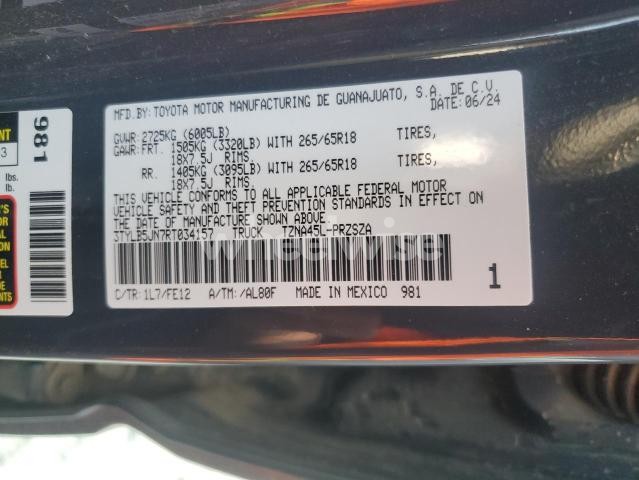 MFD.BY:TOYOTA MOTOR MANUFACTURING DE GUANAJUATO, S.A. DE C.V.
DATE: 06/24
GVWR: 2725KG (6005LB)
GAWR:FRT. 1505KG (3320LB) WITH 265/65R18 TIRES,
18X7.5J RIMS
RR. 1405KG (3095LB) WITH 265/65R18 TIRES,
18X7.5J RIMS
THIS VEHICLE CONFORMS TO ALL APPLICABLE FEDERAL MOTOR
VEHICLE SAFETY AND THEFT PREVENTION STANDARDS IN EFFECT ON
THE DATE OF MANUFACTURE SHOWN ABOVE.
3TYLB5JN7RT034157 TRUCK TZNA45L-PRZSZA
C/TR:1L7/FE12 A/TM:/AL80F MADE IN MEXICO 981
1
981
lbs.
lb.